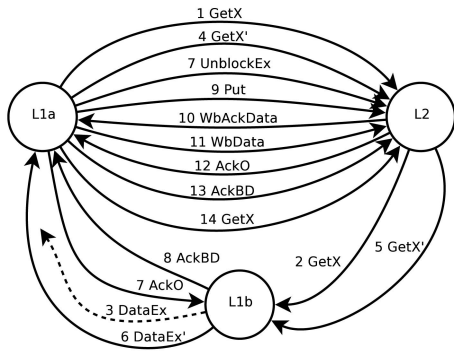 1 GetX
4 GetX'
7 UnblockEx
9 Put
L1a
L2
10 WbAckData
11 WbData
12 AckO
13 AckBD
14 GetX
8 AckBD
2 GetX
5 GetX'
7 AckO
3 DataEx
L1b
6 DataEx'